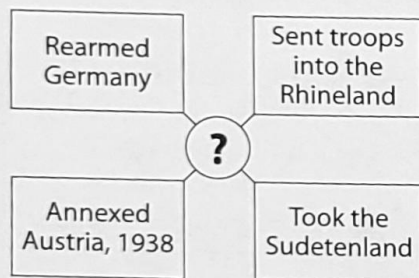 Rearmed
Germany
Sent troops
into the
Rhineland
?
Annexed
Austria, 1938
Took the
Sudetenland